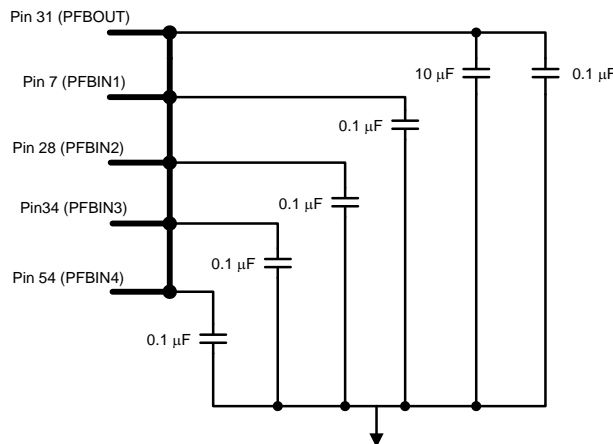 Pin 31 (PFBOUT)
10 µF
0.1 µF
Pin 7 (PFBIN1)
0.1 µF
Pin 28 (PFBIN2)
0.1 µF
Pin34 (PFBIN3)
0.1 µF
Pin 54 (PFBIN4)
0.1 µF